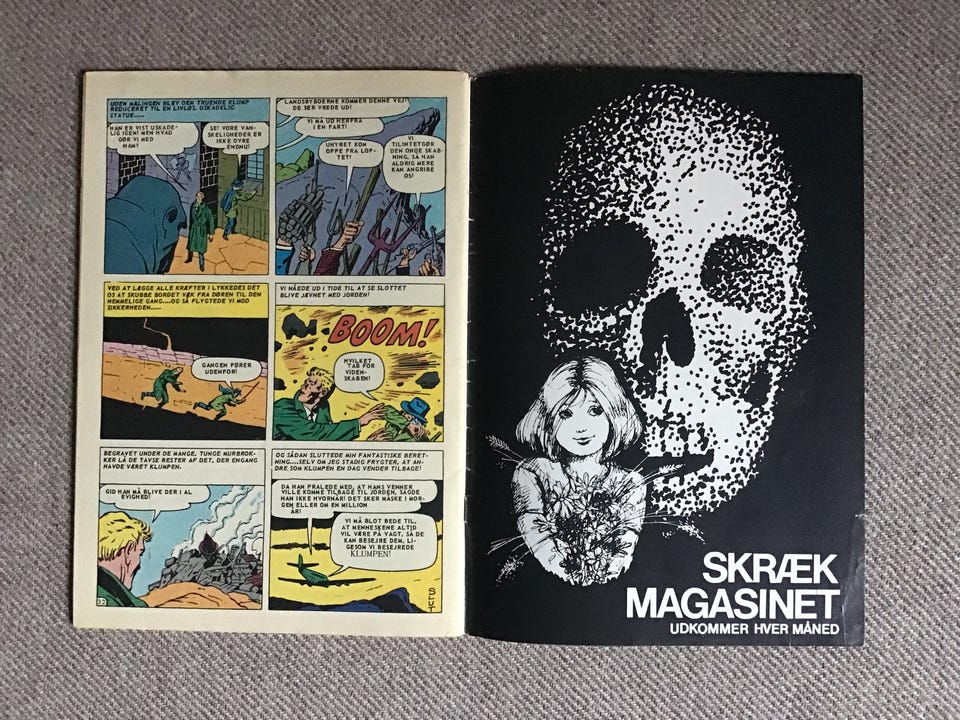 UDEN MÅLINGEN BLEV DEN TRUENDE KLUMP
REDUCERET TIL EN LIVLØS, USKADELIG
STATUE.....
HAN ER VIST USKADE-
LIG IGEN! MEN HVAD
GØR VI MED
HAM?
SE! VORE VAN-
SKELIGHEDER ER
IKKE OVRE
ENDNU!
LANDSBYBOERNE KOMMER DENNE VEJ!
DE SER VREDE UD!
VI MÅ UD HERFRA
I EN FART!
UHYRET KOM
OPPE FRA LOF-
TET!
VI
TILINTETGØR
DEN ONDE SKAB-
NING, SÅ HAN
ALDRIG MERE
KAN ANGRIBE
OS!
VED AT LÆGGE ALLE KRÆFTER I LYKKEDES DET
OS AT SKUBBE BORDET VÆK FRA DØREN TIL DEN
HEMMELIGE GANG....OG SÅ FLYGTEDE VI MOD
SIKKERHEDEN.....
GANGEN FØRER
UDENFOR!
VI NÅEDE UD I TIDE TIL AT SE SLOTTET
BLIVE JÆVNET MED JORDEN!
BOOM!
HVILKET
TAB FOR
VIDEN-
SKABEN!
BEGRAVET UNDER DE MANGE, TUNGE MURBROK-
KER LÅ DE TAVSE RESTER AF DET, DER ENGANG
HAVDE VÆRET KLUMPEN.
GID HAN MÅ BLIVE DER I AL
EVIGHED!
OG SÅDAN SLUTTEDE MIN FANTASTISKE BERET-
NING....SELV OM JEG STADIG FRYGTER, AT AN-
DRE SOM KLUMPEN EN DAG VENDER TILBAGE!
DA HAN PRALEDE MED, AT HANS VENNER
VILLE KOMME TILBAGE TIL JORDEN, SAGDE
HAN IKKE HVORNÅR! DET SKER MÅSKE I MOR-
GEN ELLER OM EN MILLION
ÅR!
VI MÅ BLOT BEDE TIL,
AT MENNESKENE ALTID
VIL VÆRE PÅ VAGT, SÅ DE
KAN BESEJRE DEM, LI-
GESOM VI BESEJREDE
KLUMPEN!
SLUT
32
SKRÆK
MAGASINET
UDKOMMER HVER MÅNED